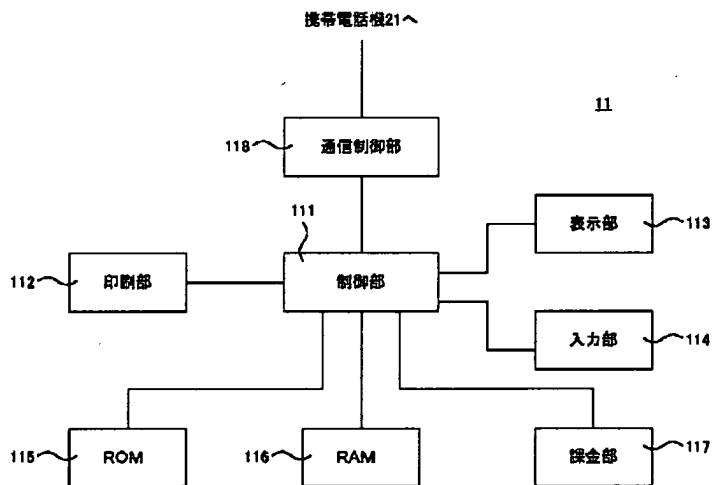 携帯電話機21へ
11
118
通信制御部
111
表示部
113
112
印刷部
制御部
入力部
114
115
ROM
116
RAM
課金部
117